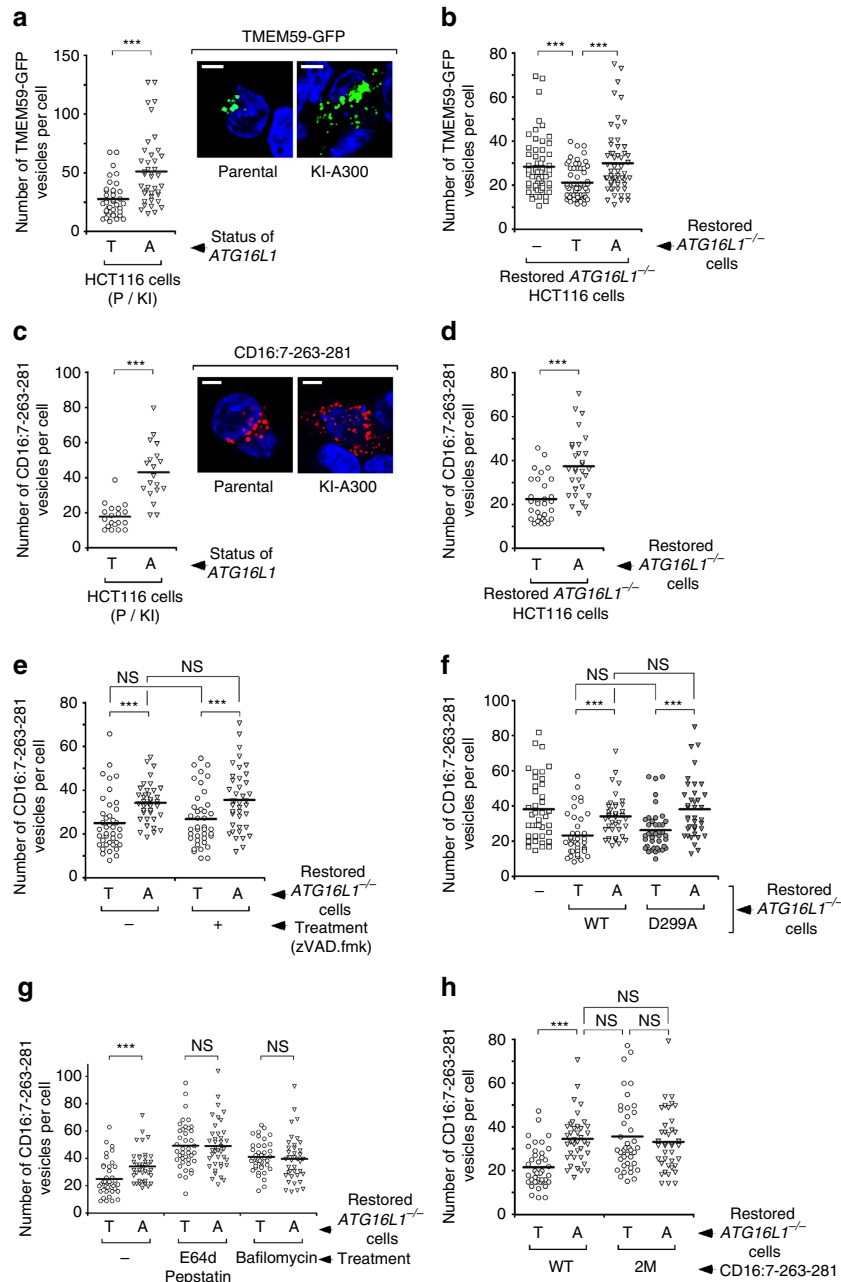 a
Number of TMEM59-GFP
vesicles per cell
150
100
50
0
***
T A
Status of
ATG16L1
HCT116 cells
(P / KI)
TMEM59-GFP
Parental KI-A300
b
Number of TMEM59-GFP
vesicles per cell
80
60
40
20
0
*** ***
– T A
Restored
ATG16L1–/–
cells
Restored ATG16L1–/–
HCT116 cells
c
Number of CD16:7-263-281
vesicles per cell
100
80
60
40
20
0
***
T A
Status of
ATG16L1
HCT116 cells
(P / KI)
CD16:7-263-281
Parental KI-A300
d
Number of CD16:7-263-281
vesicles per cell
80
60
40
20
0
***
T A
Restored
ATG16L1–/–
cells
Restored ATG16L1–/–
HCT116 cells
e
Number of CD16:7-263-281
vesicles per cell
80
60
40
20
0
NS
NS
*** ***
T A T A
Restored
ATG16L1–/–
cells
– +
Treatment
(zVAD.fmk)
f
Number of CD16:7-263-281
vesicles per cell
100
80
60
40
20
0
NS
NS
*** ***
– T A T A
WT D299A
Restored
ATG16L1–/–
cells
g
Number of CD16:7-263-281
vesicles per cell
100
80
60
40
20
0
*** NS NS
T A T A T A
Restored
ATG16L1–/–
cells
– E64d Bafilomycin Treatment
Pepstatin
h
Number of CD16:7-263-281
vesicles per cell
80
60
40
20
0
NS
*** NS NS
T A T A
Restored
ATG16L1–/–
cells
WT 2M
CD16:7-263-281